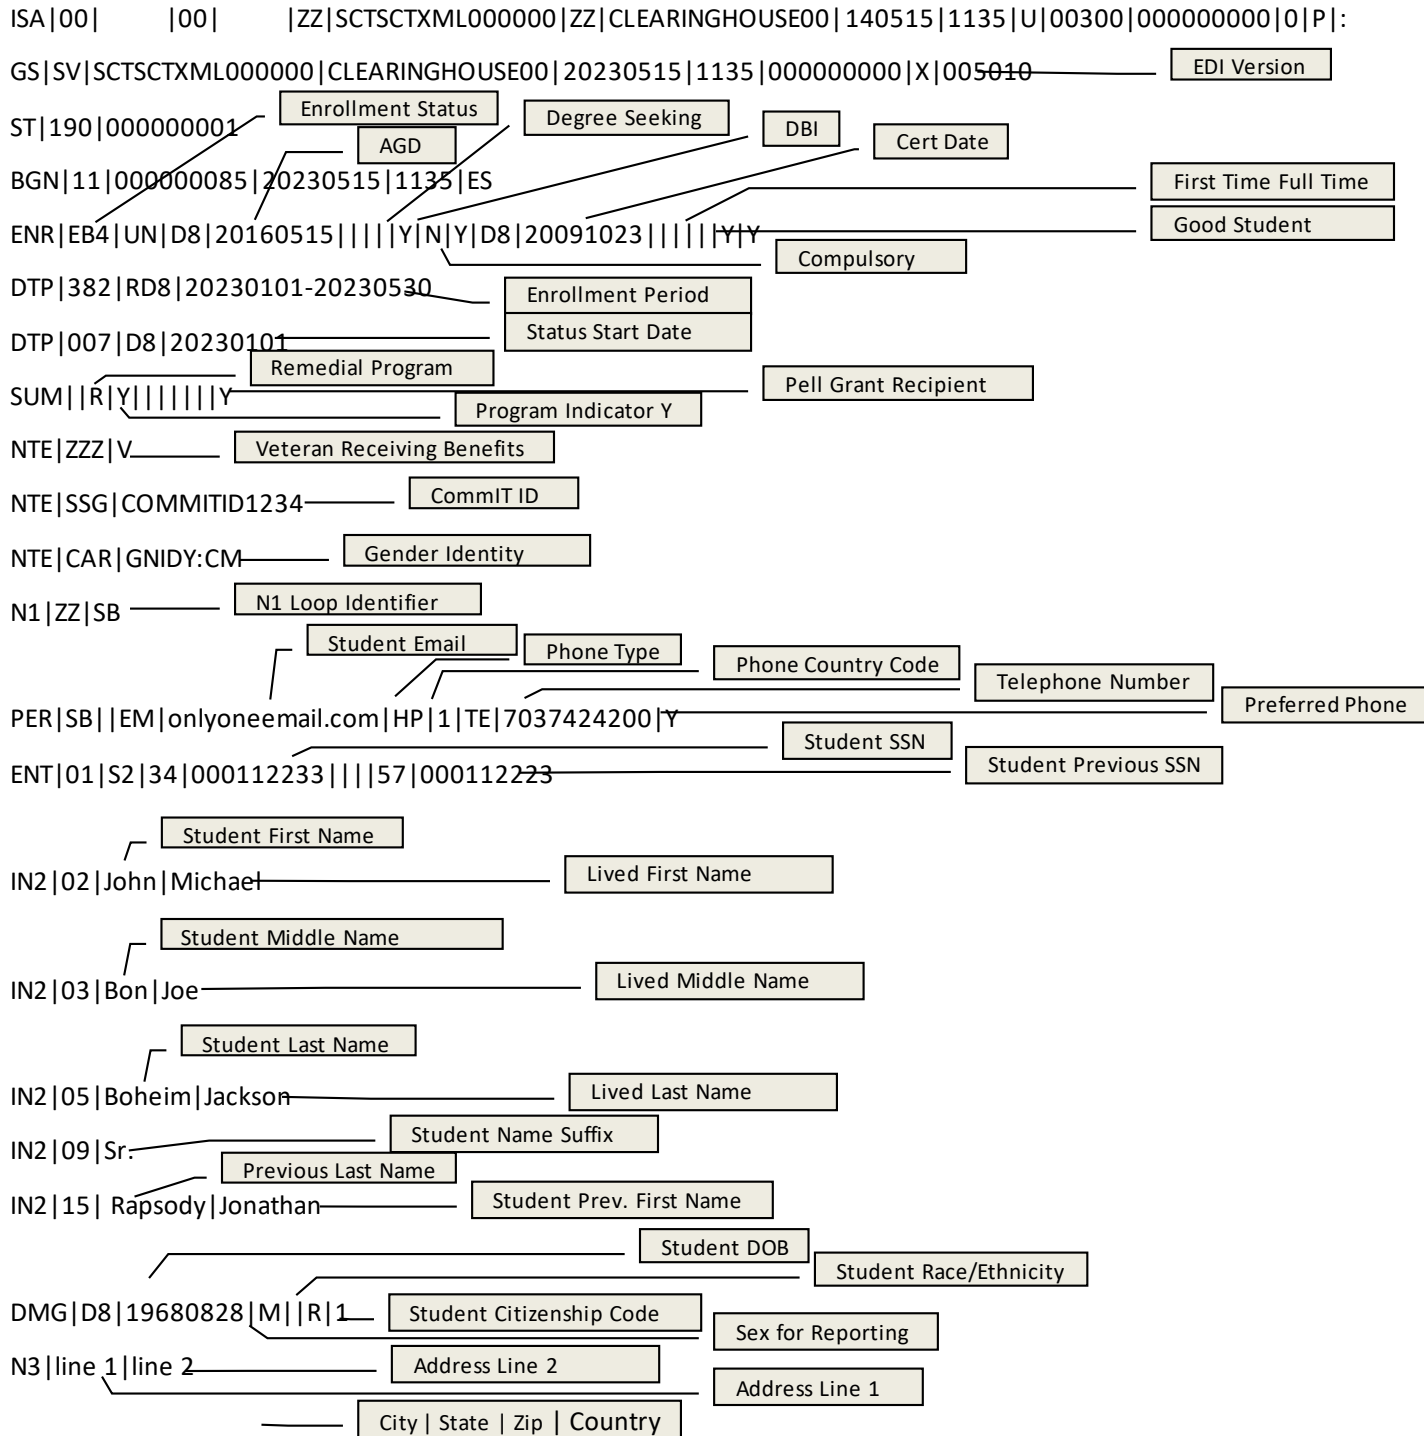 ISA|00|          |00|          |ZZ|SCTSCTXML000000|ZZ|CLEARINGHOUSE00|140515|1135|U|00300|000000000|0|P|:
GS|SV|SCTSCTXML000000|CLEARINGHOUSE00|20230515|1135|000000000|X|005010
EDI Version
Enrollment Status
Degree Seeking
DBI
ST|190|000000001
AGD
Cert Date
BGN|11|000000085|20230515|1135|ES
First Time Full Time
ENR|EB4|UN|D8|20160515|||||Y|N|Y|D8|20091023||||||Y|Y
Good Student
Compulsory
DTP|382|RD8|20230101-20230530
Enrollment Period
DTP|007|D8|20230101
Status Start Date
Remedial Program
SUM||R|Y|||||||Y
Pell Grant Recipient
Program Indicator Y
NTE|ZZZ|V
Veteran Receiving Benefits
NTE|SSG|COMMITID1234
CommIT ID
NTE|CAR|GNIDY:CM
Gender Identity
N1|ZZ|SB
N1 Loop Identifier
Student Email
Phone Type
Phone Country Code
Telephone Number
Preferred Phone
PER|SB||EM|onlyoneemail.com|HP|1|TE|7037424200|Y
Student SSN
ENT|01|S2|34|000112233||||57|000112223
Student Previous SSN
Student First Name
IN2|02|John|Michael
Lived First Name
Student Middle Name
IN2|03|Bon|Joe
Lived Middle Name
Student Last Name
IN2|05|Boheim|Jackson
Lived Last Name
IN2|09|Sr.
Student Name Suffix
Previous Last Name
IN2|15| Rapsody|Jonathan
Student Prev. First Name
Student DOB
Student Race/Ethnicity
DMG|D8|19680828|M||R|1
Student Citizenship Code
Sex for Reporting
N3|line 1|line 2
Address Line 2
Address Line 1
City | State | Zip | Country